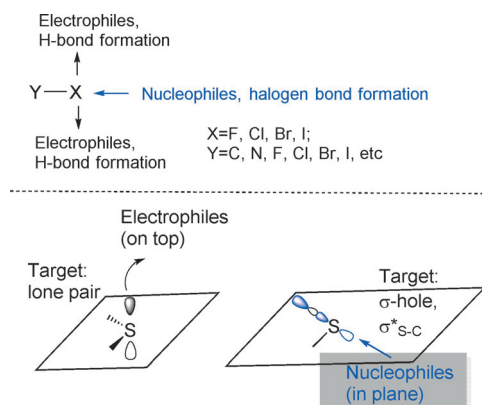 Electrophiles,
H-bond formation
Y—X
Nucleophiles, halogen bond formation
Electrophiles,
H-bond formation
X=F, Cl, Br, I;
Y=C, N, F, Cl, Br, I, etc
Electrophiles
(on top)
Target:
lone pair
S
Target:
σ-hole,
σ*S-C
S
Nucleophiles
(in plane)